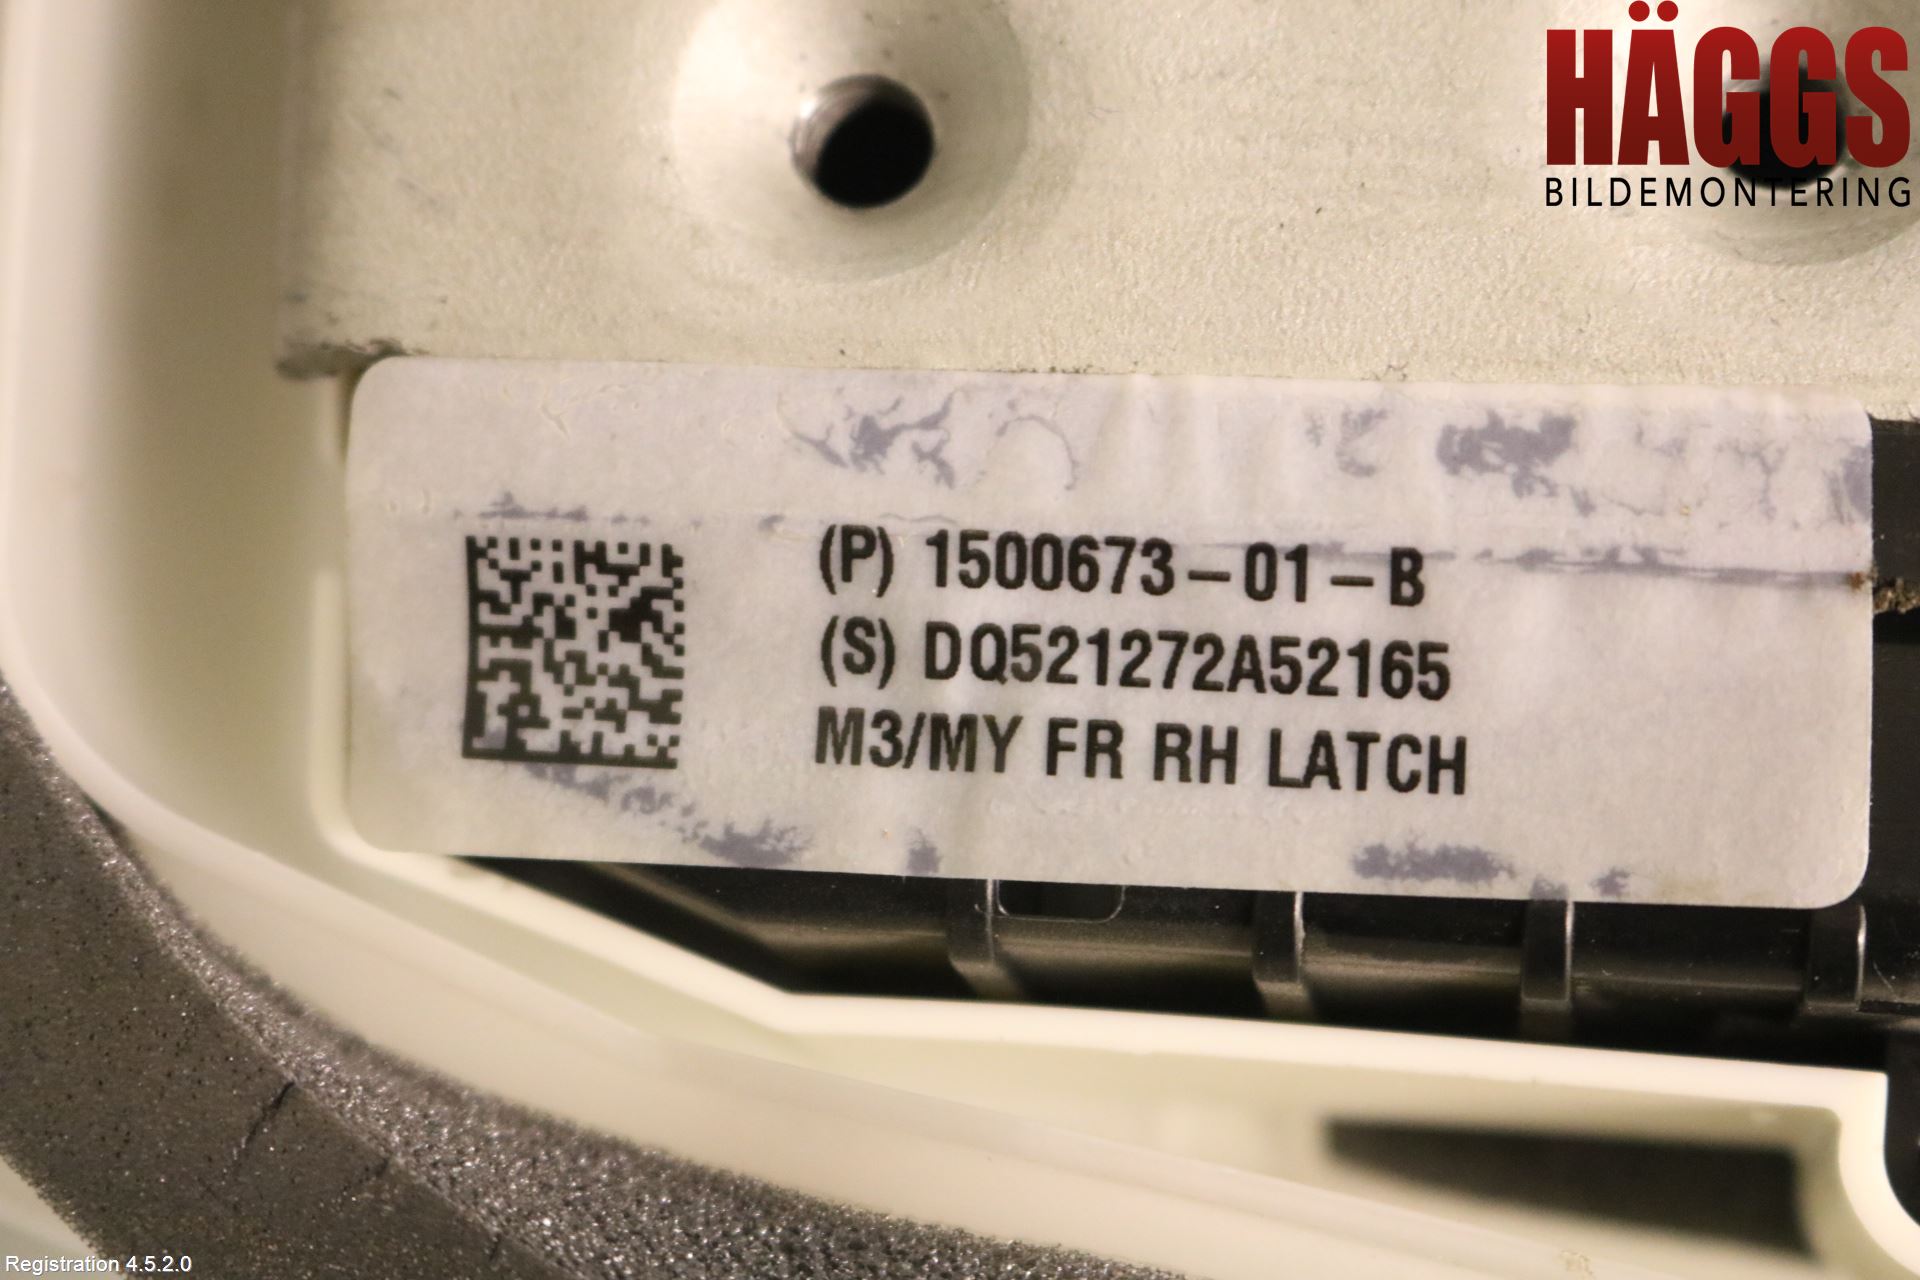 HÄGGS
BILDEMONTERING
(P) 1500673-01-B
(S) DQ521272A52165
M3/MY FR RH LATCH
Registration 4.5.2.0